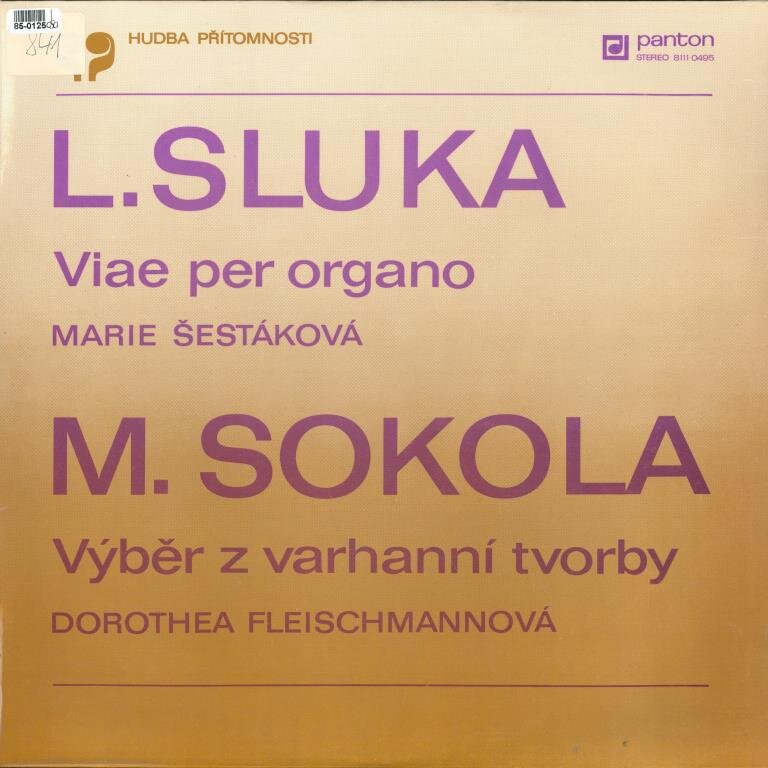 85-0125
841
HUDBA PŘÍTOMNOSTI
panton
STEREO 8111 0495
L. SLUKA
Viae per organo
MARIE ŠESTÁKOVÁ
M. SOKOLA
Výběr z varhanní tvorby
DOROTHEA FLEISCHMANNOVÁ